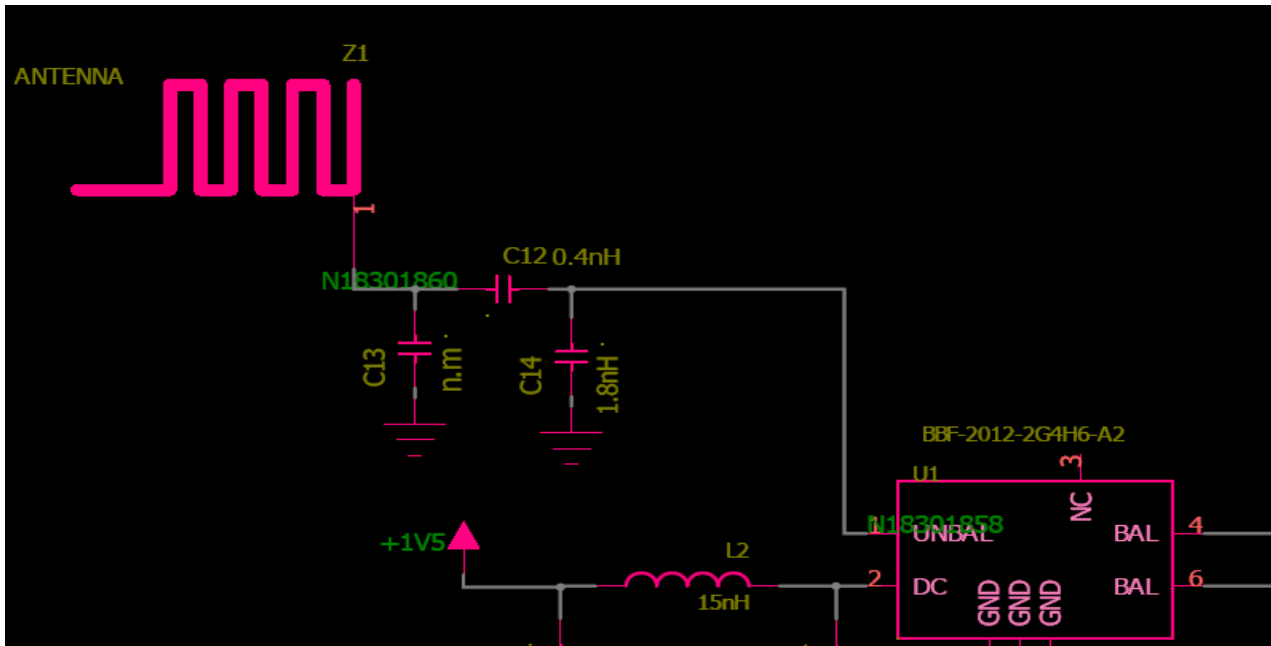 Z1
ANTENNA
1
C12 0.4nH
N18301860
C13
n.m
C14
1.8nH
BBF-2012-2G4H6-A2
3
U1
NC
N18301858
1
UNBAL
BAL
4
+1V5
L2
15nH
2
DC
GND
GND
GND
BAL
6